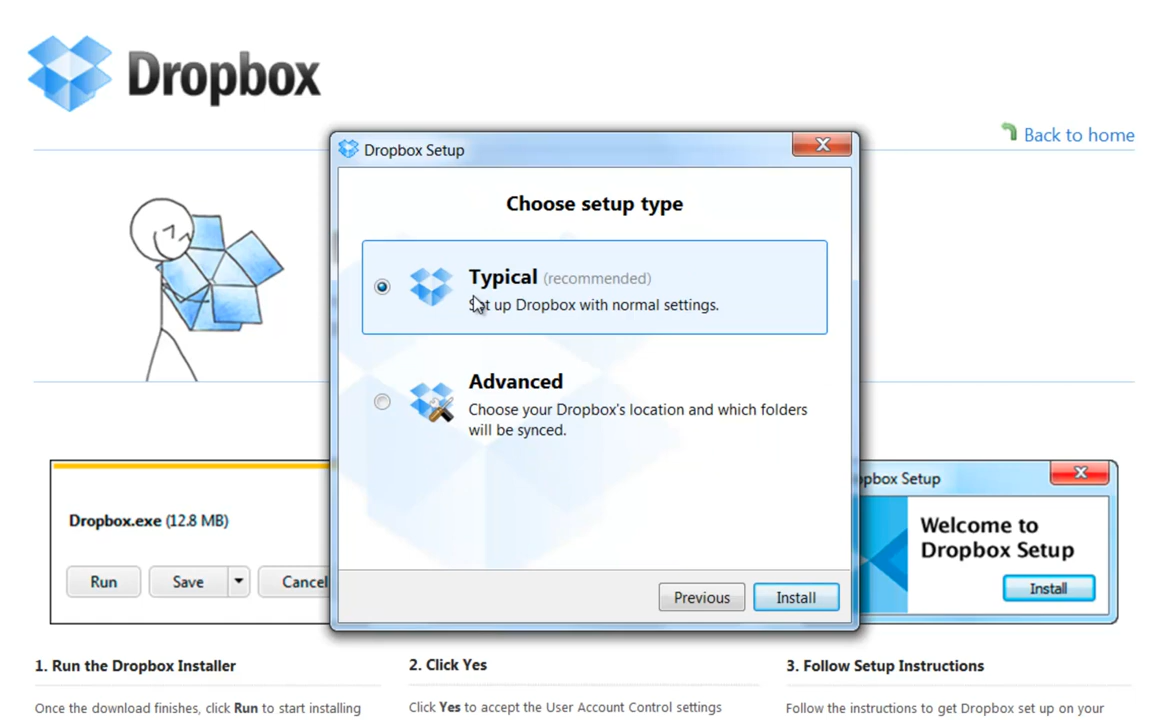 Dropbox
Back to home
Dropbox Setup
Choose setup type
Typical (recommended)
Set up Dropbox with normal settings.
Advanced
Choose your Dropbox's location and which folders
will be synced.
Previous
Install
Dropbox.exe (12.8 MB)
Run
Save
Cancel
pbox Setup
Welcome to
Dropbox Setup
Install
1. Run the Dropbox Installer
Once the download finishes, click Run to start installing
2. Click Yes
Click Yes to accept the User Account Control settings
3. Follow Setup Instructions
Follow the instructions to get Dropbox set up on your